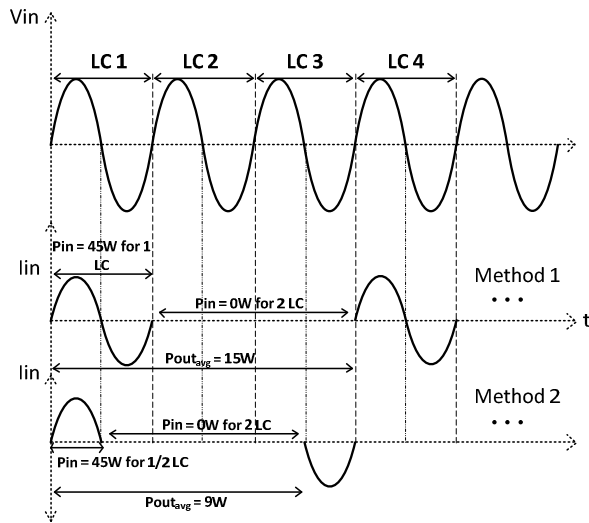 Vin
LC 1 LC 2 LC 3 LC 4
Pin = 45W for 1
LC
Iin
Pin = 0W for 2 LC
Method 1
• • •
t
Poutavg = 15W
Iin
Method 2
• • •
Pin = 0W for 2 LC
Pin = 45W for 1/2 LC
Poutavg = 9W